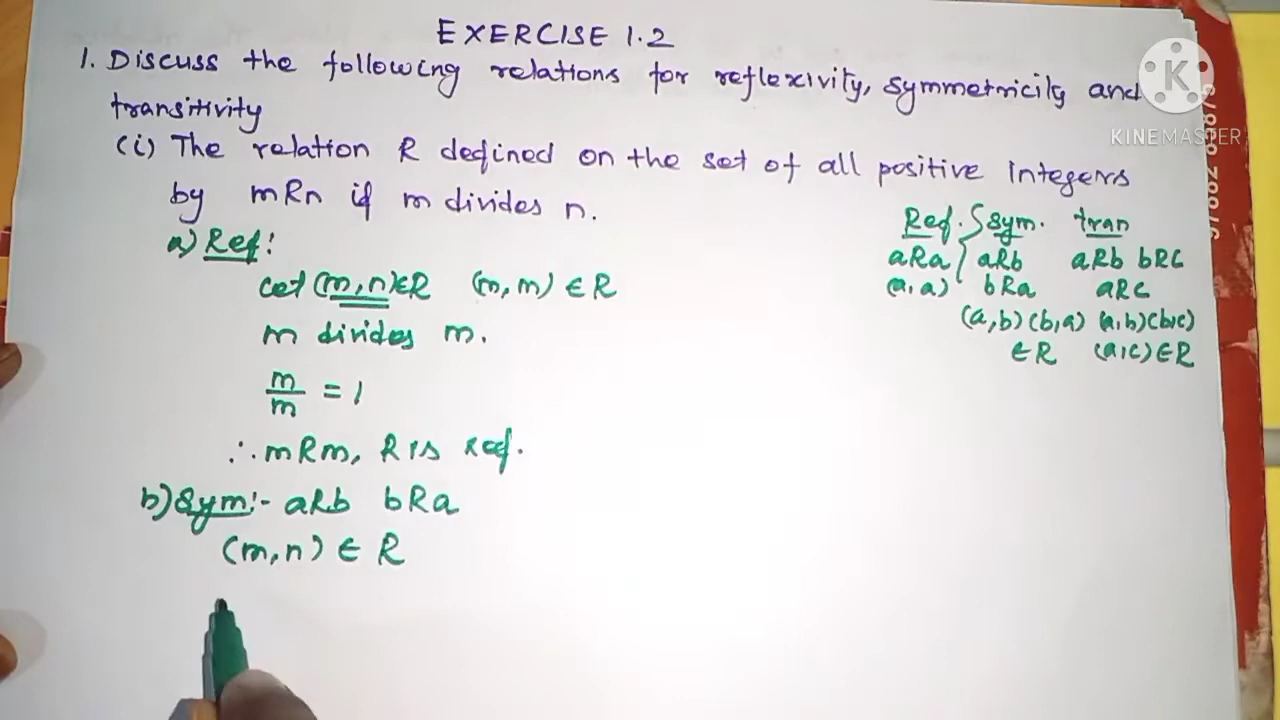 EXERCISE 1.2
1. Discuss the following relations for reflexivity, symmetricity and
transitivity
(i) The relation R defined on the set of all positive integers
by mRn if m divides n.
a) Ref:
Let (m,n)∈R (m,m) ∈ R
m divides m.
m/m = 1
∴ mRm, R is ref.
b) Sym:- aRb bRa
(m,n) ∈ R
Ref. Sym. tran
aRa aRb aRb bRc
(a,a) bRa aRc
(a,b)(b,a) (a,b)(b,c)
∈R (a,c)∈R
K
KINEMASTER